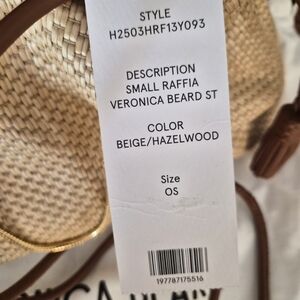 STYLE
H2503HRF13Y093
DESCRIPTION
SMALL RAFFIA
VERONICA BEARD ST
COLOR
BEIGE/HAZELWOOD
Size
OS
197787175516